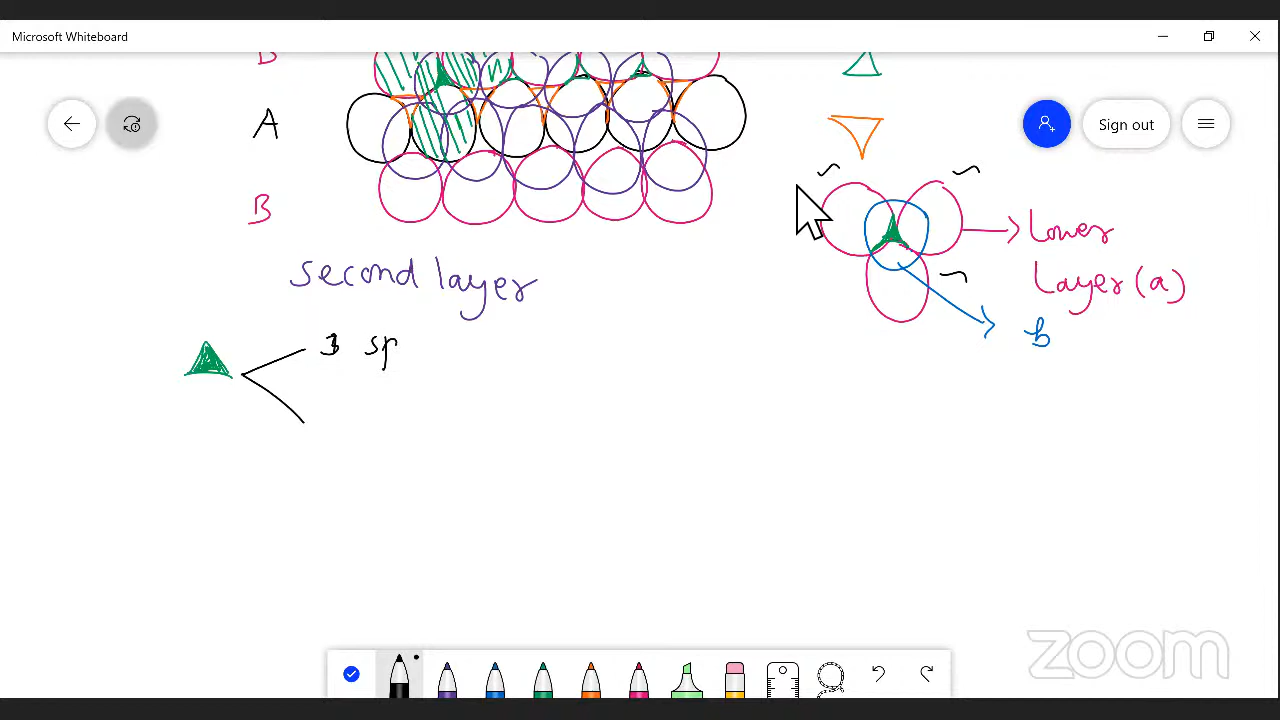 Microsoft Whiteboard
Sign out
A
B
Lower
Layer (a)
second layer
b
3 sp
zoom